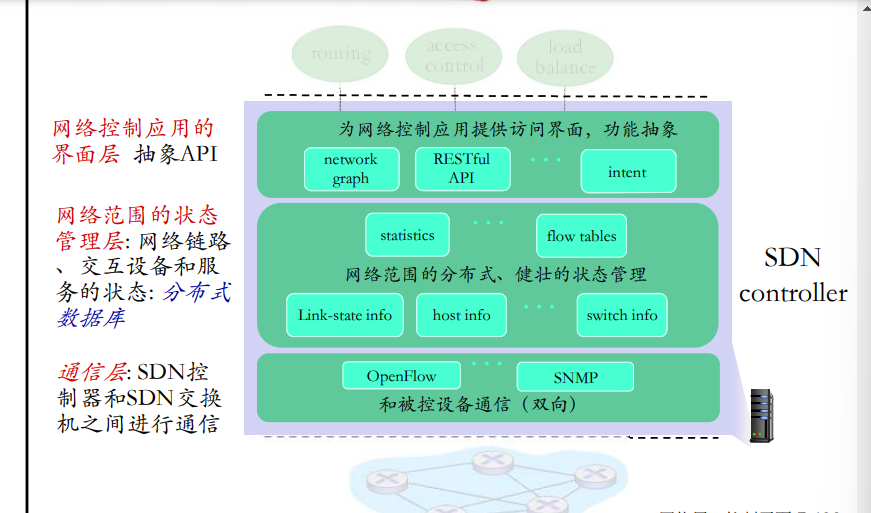 routing
access
control
load
balance
网络控制应用的
界面层 抽象API
为网络控制应用提供访问界面，功能抽象
network
graph
RESTful
API
...
intent
网络范围的状态
管理层: 网络链路
、交互设备和服
务的状态: 分布式
数据库
statistics
...
flow tables
网络范围的分布式、健壮的状态管理
Link-state info
host info
...
switch info
SDN
controller
通信层: SDN控
制器和SDN交换
机之间进行通信
OpenFlow
...
SNMP
和被控设备通信（双向）